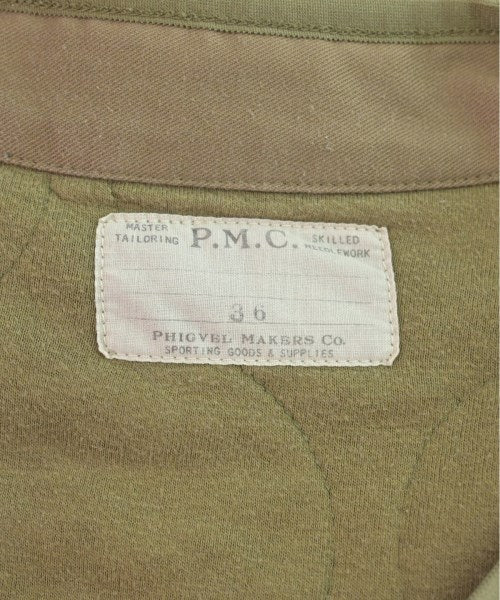 MASTER TAILORING P.M.C. SKILLED NEEDLEWORK
36
PHIGVEL MAKERS Co.
SPORTING GOODS & SUPPLIES